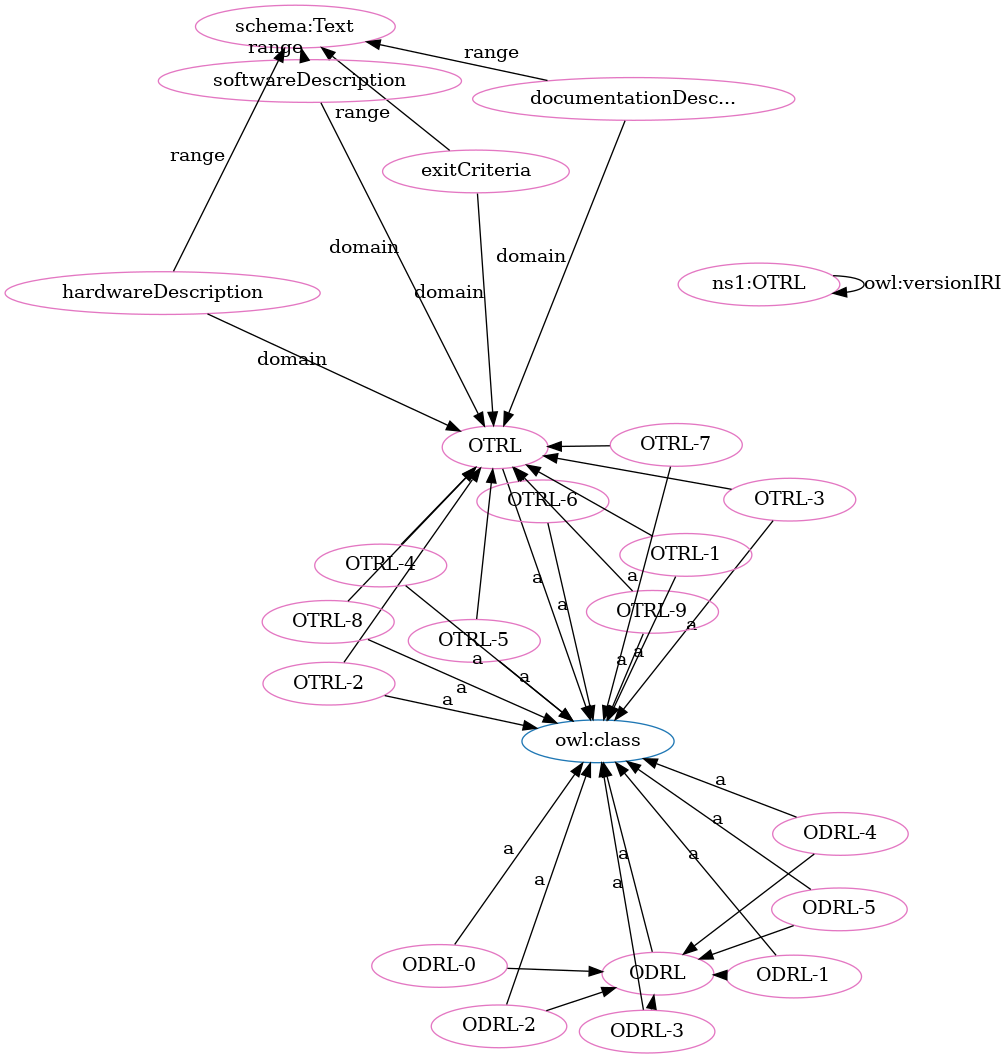 schema:Text
range
range
softwareDescription
documentationDesc...
range
range
exitCriteria
domain
domain
domain
hardwareDescription
ns1:OTRL
owl:versionIRI
domain
OTRL
OTRL-7
OTRL-6
OTRL-3
OTRL-4
OTRL-1
a
a
a
OTRL-8
OTRL-9
a
OTRL-5
a
a
a
OTRL-2
a
a
a
owl:class
a
a
ODRL-4
a
a
a
a
a
ODRL-5
ODRL-0
ODRL
ODRL-1
ODRL-2
ODRL-3